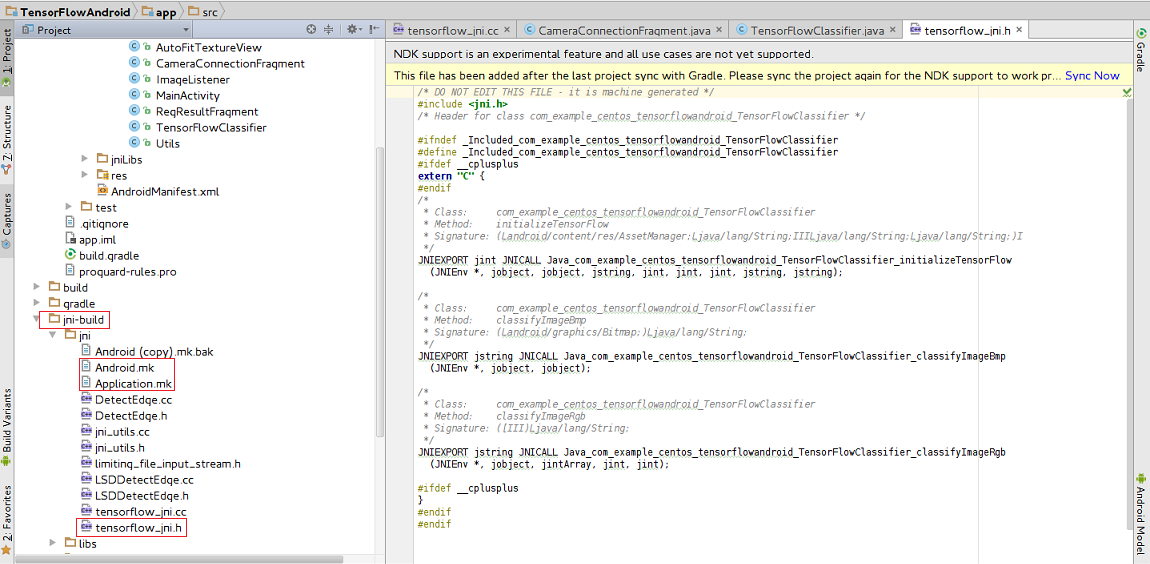 TensorFlowAndroid app src
Project
1: Project
7: Structure
Captures
Build Variants
2: Favorites
AutoFitTextureView
CameraConnectionFragment
ImageListener
MainActivity
ReqResultFragment
TensorFlowClassifier
Utils
jniLibs
res
AndroidManifest.xml
test
.gitignore
app.iml
build.gradle
proguard-rules.pro
build
gradle
jni-build
jni
Android (copy).mk.bak
Android.mk
Application.mk
DetectEdge.cc
DetectEdge.h
jni_utils.cc
jni_utils.h
limiting_file_input_stream.h
LSDDetectEdge.cc
LSDDetectEdge.h
tensorflow_jni.cc
tensorflow_jni.h
libs
tensorflow_jni.cc CameraConnectionFragment.java TensorFlowClassifier.java tensorflow_jni.h
NDK support is an experimental feature and all use cases are not yet supported.
This file has been added after the last project sync with Gradle. Please sync the project again for the NDK support to work pr... Sync Now
/* DO NOT EDIT THIS FILE - it is machine generated */
#include <jni.h>
/* Header for class com_example_centos_tensorflowandroid_TensorFlowClassifier */
#ifndef _Included_com_example_centos_tensorflowandroid_TensorFlowClassifier
#define _Included_com_example_centos_tensorflowandroid_TensorFlowClassifier
#ifdef __cplusplus
extern "C" {
#endif
/*
* Class: com_example_centos_tensorflowandroid_TensorFlowClassifier
* Method: initializeTensorFlow
* Signature: (Landroid/content/res/AssetManager;Ljava/lang/String;IIILjava/lang/String;Ljava/lang/String;)I
*/
JNIEXPORT jint JNICALL Java_com_example_centos_tensorflowandroid_TensorFlowClassifier_initializeTensorFlow
(JNIEnv *, jobject, jobject, jstring, jint, jint, jint, jstring, jstring);
/*
* Class: com_example_centos_tensorflowandroid_TensorFlowClassifier
* Method: classifyImageBmp
* Signature: (Landroid/graphics/Bitmap;)Ljava/lang/String;
*/
JNIEXPORT jstring JNICALL Java_com_example_centos_tensorflowandroid_TensorFlowClassifier_classifyImageBmp
(JNIEnv *, jobject, jobject);
/*
* Class: com_example_centos_tensorflowandroid_TensorFlowClassifier
* Method: classifyImageRgb
* Signature: ([III)Ljava/lang/String;
*/
JNIEXPORT jstring JNICALL Java_com_example_centos_tensorflowandroid_TensorFlowClassifier_classifyImageRgb
(JNIEnv *, jobject, jintArray, jint, jint);
#ifdef __cplusplus
}
#endif
#endif
Gradle
Android Model